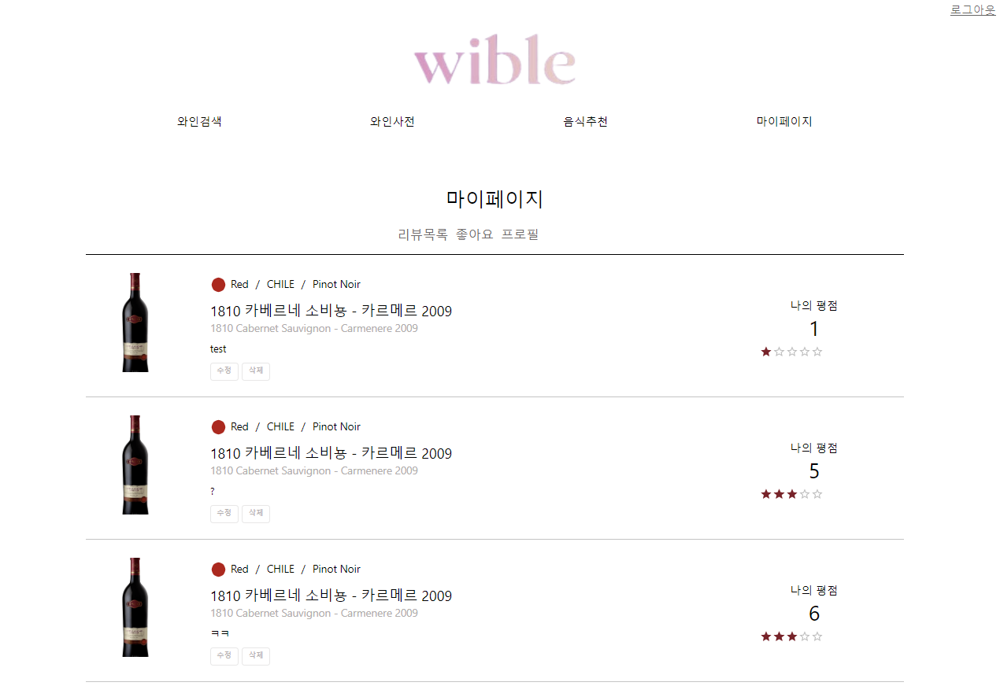 로그아웃
wible
와인검색 와인사전 음식추천 마이페이지
마이페이지
리뷰목록 좋아요 프로필
Red / CHILE / Pinot Noir
1810 카베르네 소비뇽 - 카르메르 2009
1810 Cabernet Sauvignon - Carmenere 2009
test
수정 삭제
나의 평점
1
Red / CHILE / Pinot Noir
1810 카베르네 소비뇽 - 카르메르 2009
1810 Cabernet Sauvignon - Carmenere 2009
?
수정 삭제
나의 평점
5
Red / CHILE / Pinot Noir
1810 카베르네 소비뇽 - 카르메르 2009
1810 Cabernet Sauvignon - Carmenere 2009
ㅋㅋ
수정 삭제
나의 평점
6